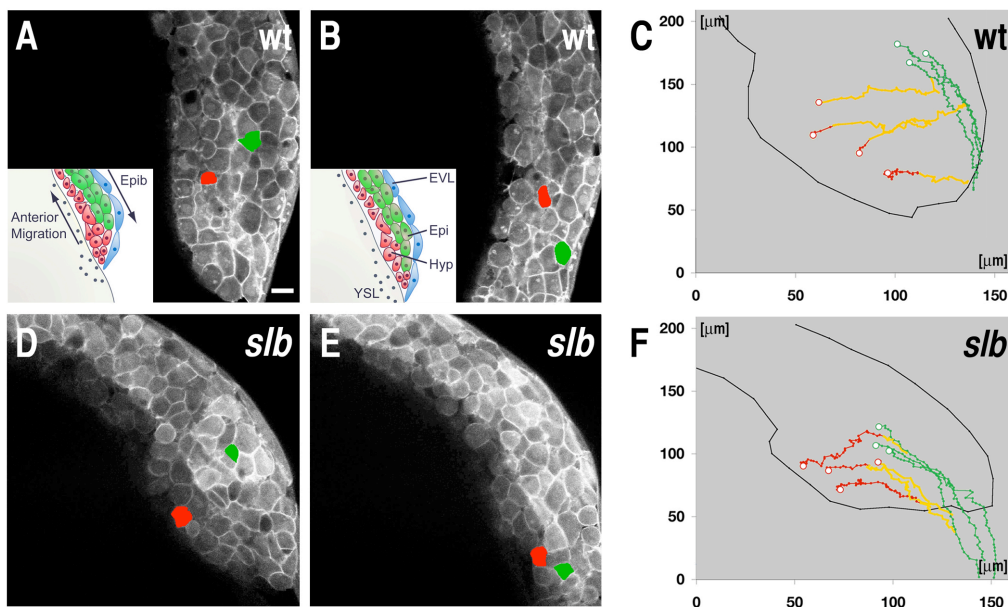 A wt
Epib
Anterior
Migration
B wt
EVL
Epi
Hyp
YSL
C wt
[µm]
200
150
100
50
0
[µm]
0 50 100 150
D slb
E slb
F slb
[µm]
200
150
100
50
0
[µm]
0 50 100 150